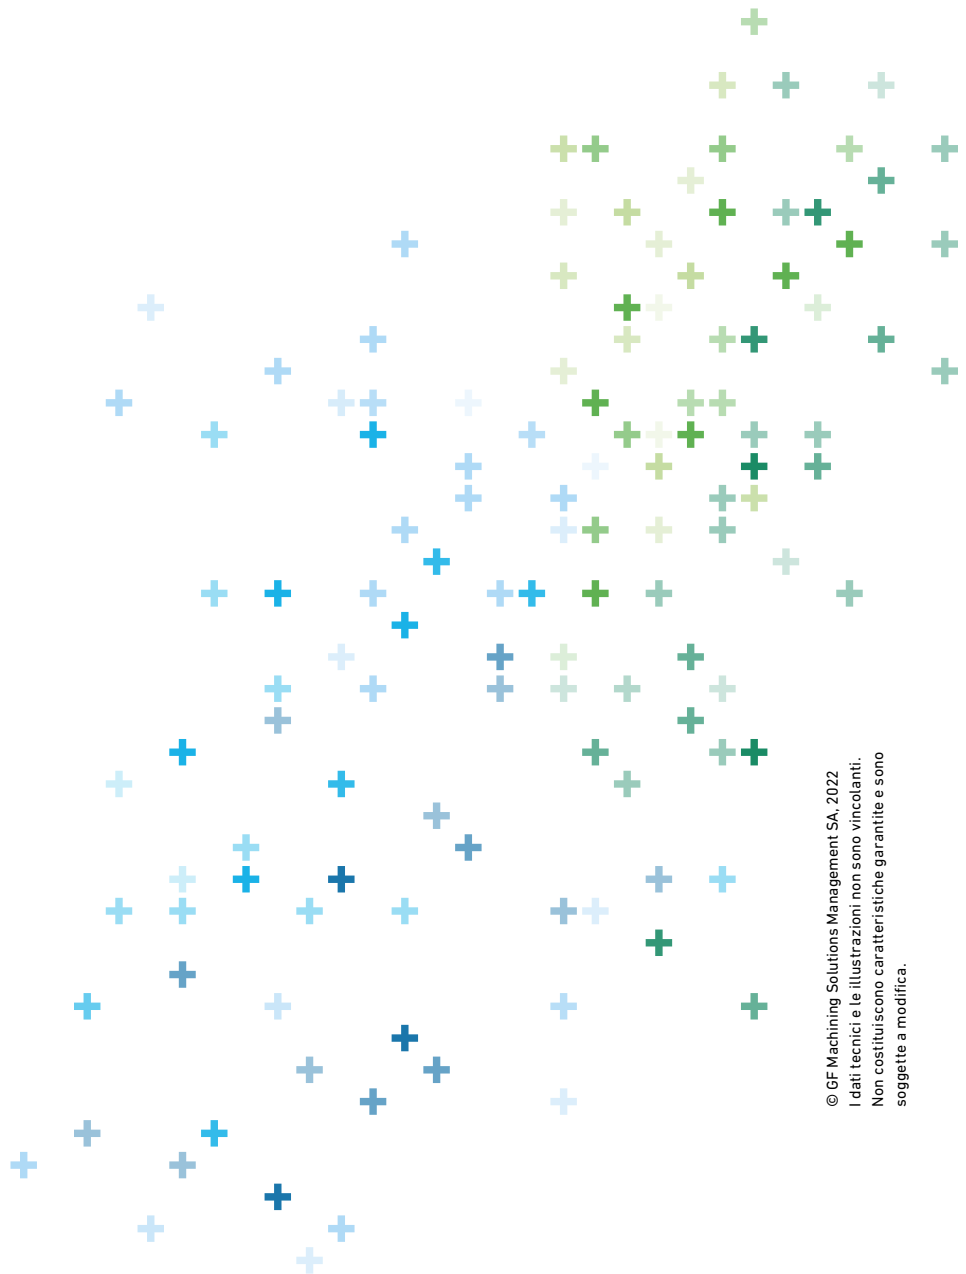 © GF Machining Solutions Management SA, 2022
I dati tecnici e le illustrazioni non sono vincolanti.
Non costituiscono caratteristiche garantite e sono
soggette a modifica.